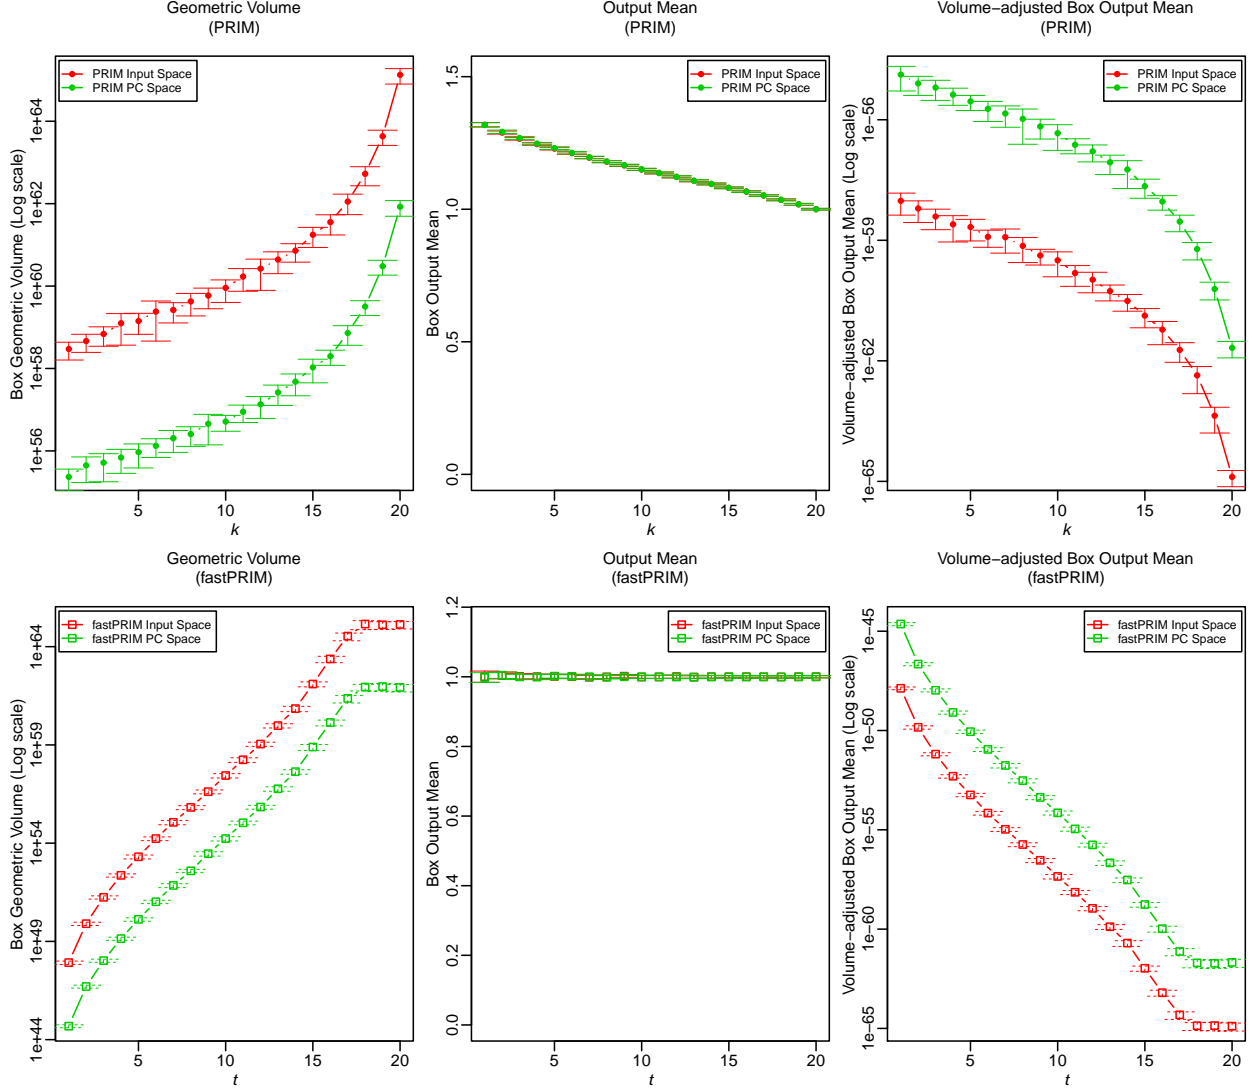 Geometric Volume
(PRIM)
Box Geometric Volume (Log scale)
1e+64
1e+62
1e+60
1e+58
1e+56
PRIM Input Space
PRIM PC Space
5
10
15
20
k
Output Mean
(PRIM)
Box Output Mean
1.5
1.0
0.5
0.0
PRIM Input Space
PRIM PC Space
5
10
15
20
k
Volume−adjusted Box Output Mean
(PRIM)
Volume−adjusted Box Output Mean (Log scale)
1e−56
1e−59
1e−62
1e−65
PRIM Input Space
PRIM PC Space
5
10
15
20
k
Geometric Volume
(fastPRIM)
Box Geometric Volume (Log scale)
1e+64
1e+59
1e+54
1e+49
1e+44
fastPRIM Input Space
fastPRIM PC Space
5
10
15
20
t
Output Mean
(fastPRIM)
Box Output Mean
1.2
1.0
0.8
0.6
0.4
0.2
0.0
fastPRIM Input Space
fastPRIM PC Space
5
10
15
20
t
Volume−adjusted Box Output Mean
(fastPRIM)
Volume−adjusted Box Output Mean (Log scale)
1e−45
1e−50
1e−55
1e−60
1e−65
fastPRIM Input Space
fastPRIM PC Space
5
10
15
20
t